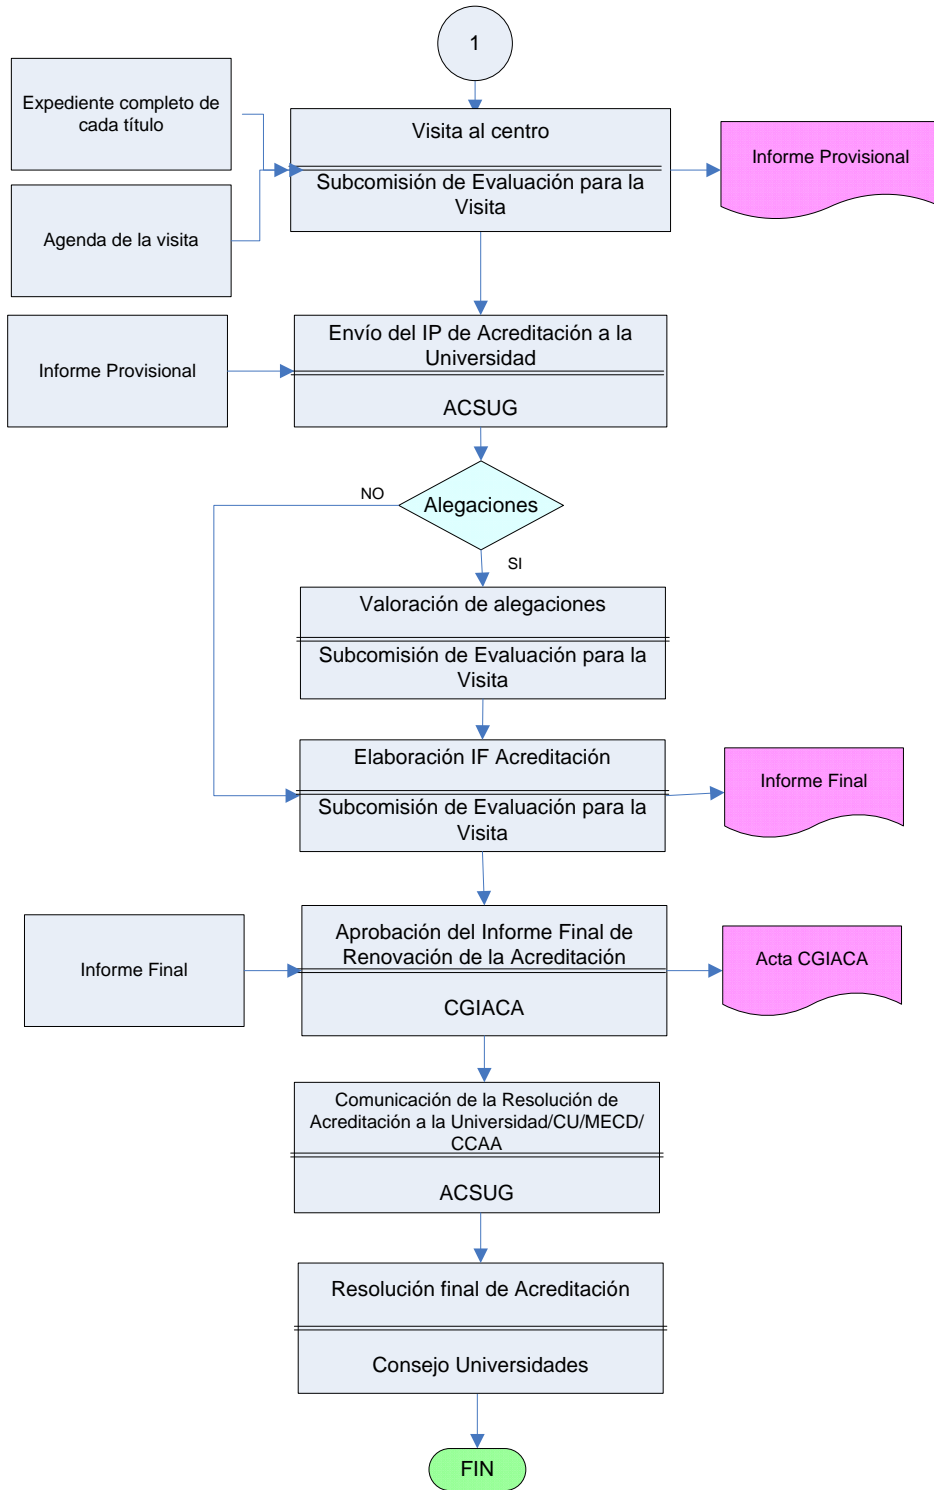 1
Expediente completo de
cada título
Visita al centro
Subcomisión de Evaluación para la
Visita
Informe Provisional
Agenda de la visita
Envío del IP de Acreditación a la
Universidad
ACSUG
Informe Provisional
Alegaciones
NO
SI
Valoración de alegaciones
Subcomisión de Evaluación para la
Visita
Elaboración IF Acreditación
Subcomisión de Evaluación para la
Visita
Informe Final
Aprobación del Informe Final de
Renovación de la Acreditación
CGIACA
Informe Final
Acta CGIACA
Comunicación de la Resolución de
Acreditación a la Universidad/CU/MECD/
CCAA
ACSUG
Resolución final de Acreditación
Consejo Universidades
FIN